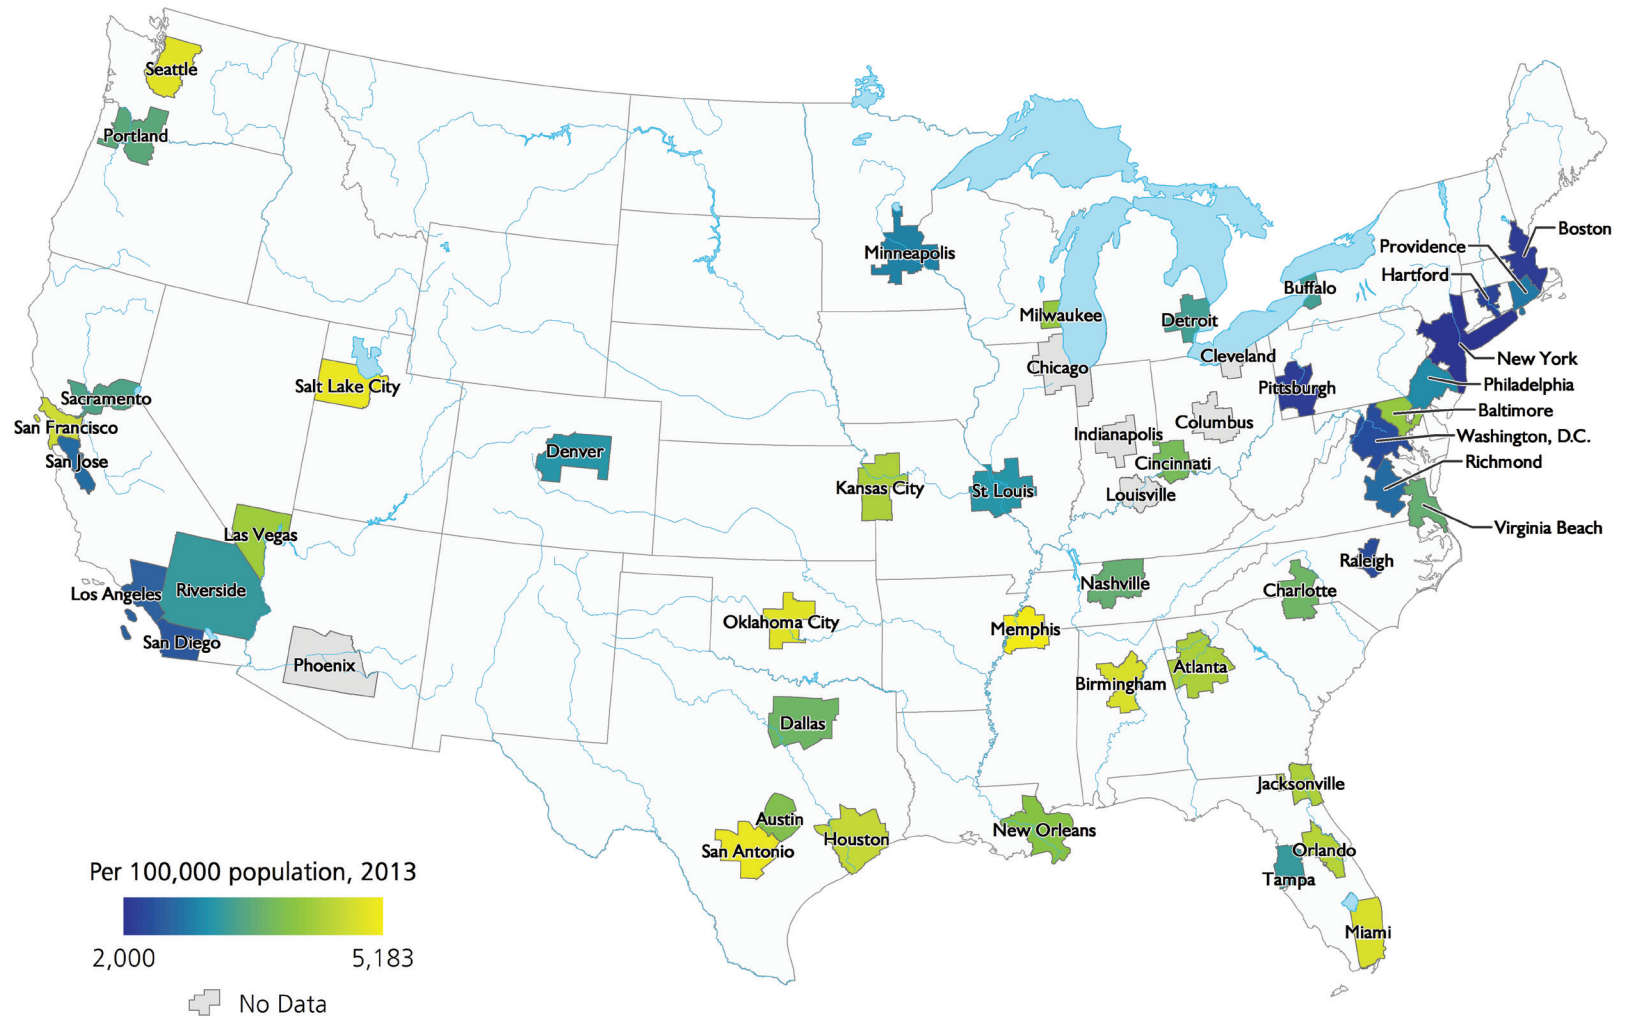 Seattle
Portland
Boston
Providence
Minneapolis
Hartford
Buffalo
Milwaukee
Detroit
Cleveland
New York
Chicago
Salt Lake City
Pittsburgh
Philadelphia
Sacramento
Baltimore
San Francisco
Columbus
Indianapolis
Washington, D.C.
Denver
San Jose
Cincinnati
Richmond
Kansas City
St Louis
Louisville
Virginia Beach
Las Vegas
Raleigh
Nashville
Los Angeles
Riverside
Charlotte
Oklahoma City
Memphis
San Diego
Phoenix
Atlanta
Birmingham
Dallas
Jacksonville
Austin
New Orleans
Houston
San Antonio
Orlando
Tampa
Miami
Per 100,000 population, 2013
2,000 5,183
No Data